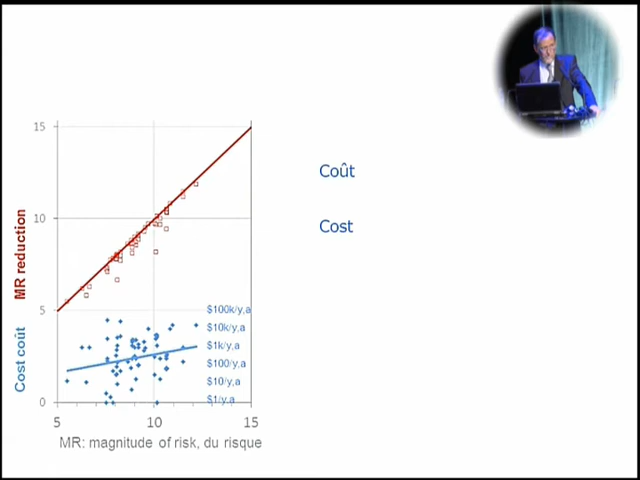 15
10
5
0
MR reduction
Cost coût
$100k/y,a
$10k/y,a
$1k/y,a
$100/y,a
$10/y,a
$1/y,a
5
10
15
MR: magnitude of risk, du risque
Coût
Cost